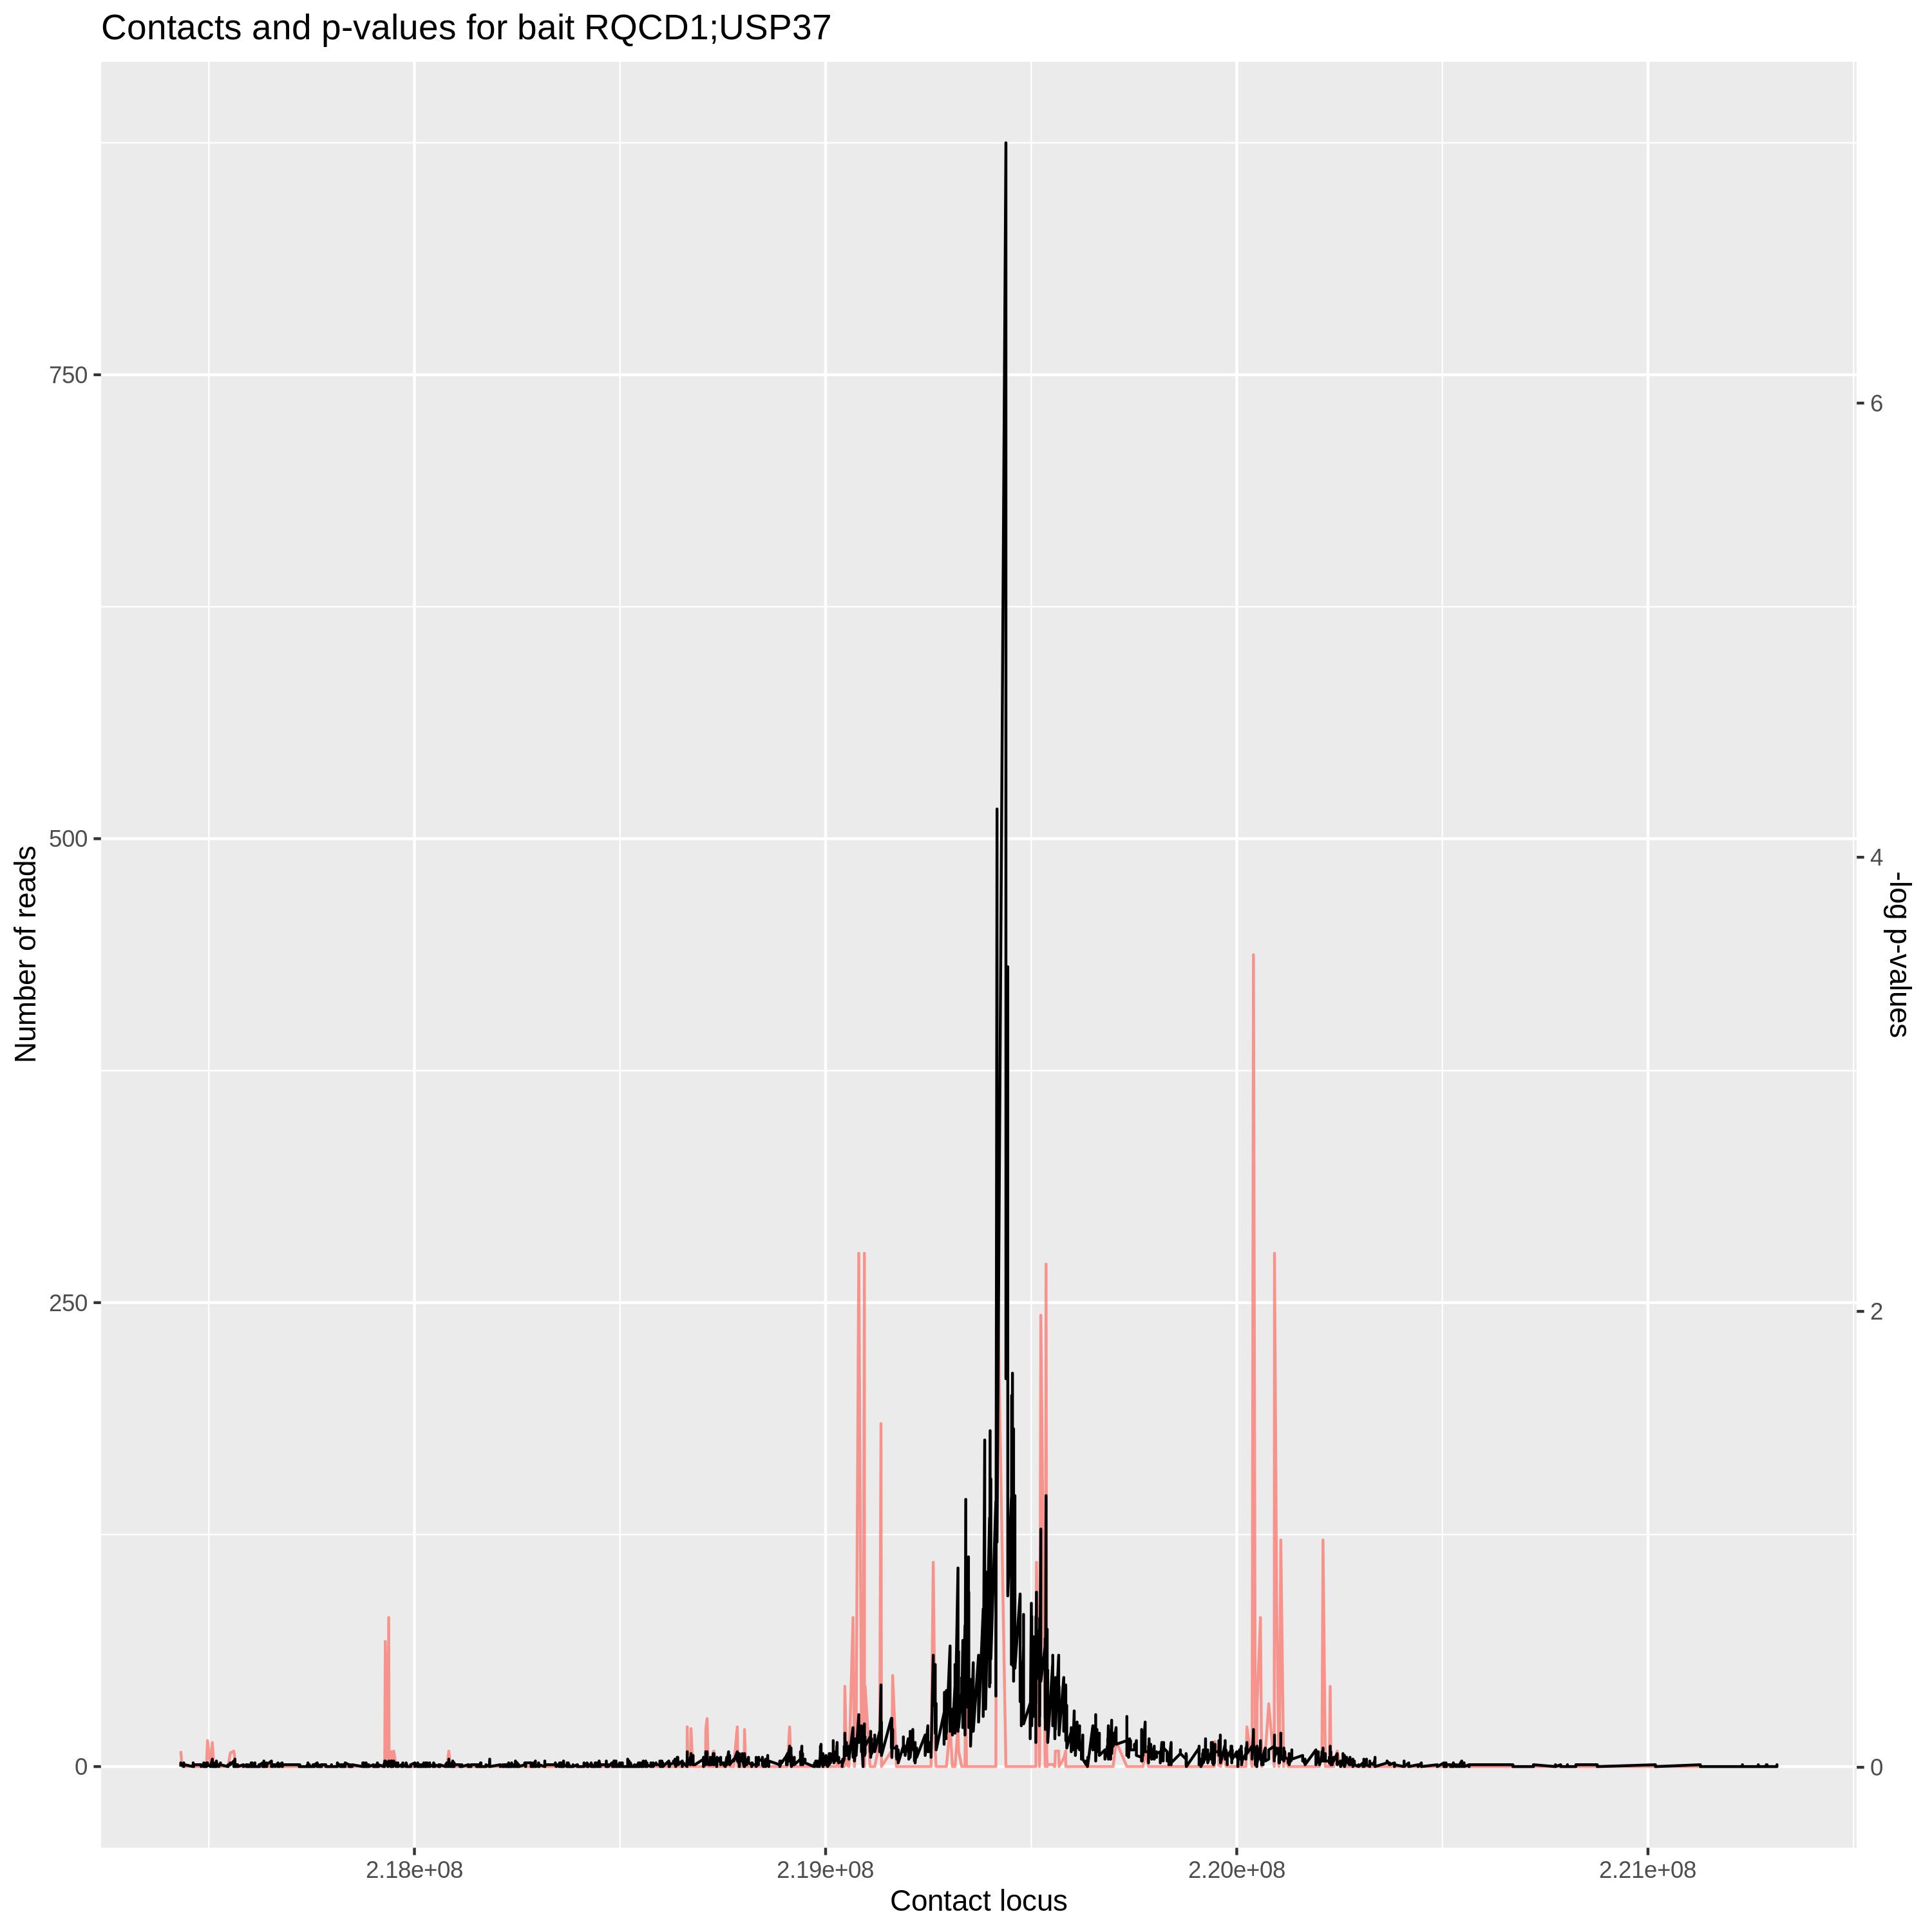 Contacts and p-values for bait RQCD1;USP37
Number of reads
750
500
250
0
6
4
2
0
-log p-values
2.18e+08
2.19e+08
2.20e+08
2.21e+08
Contact locus